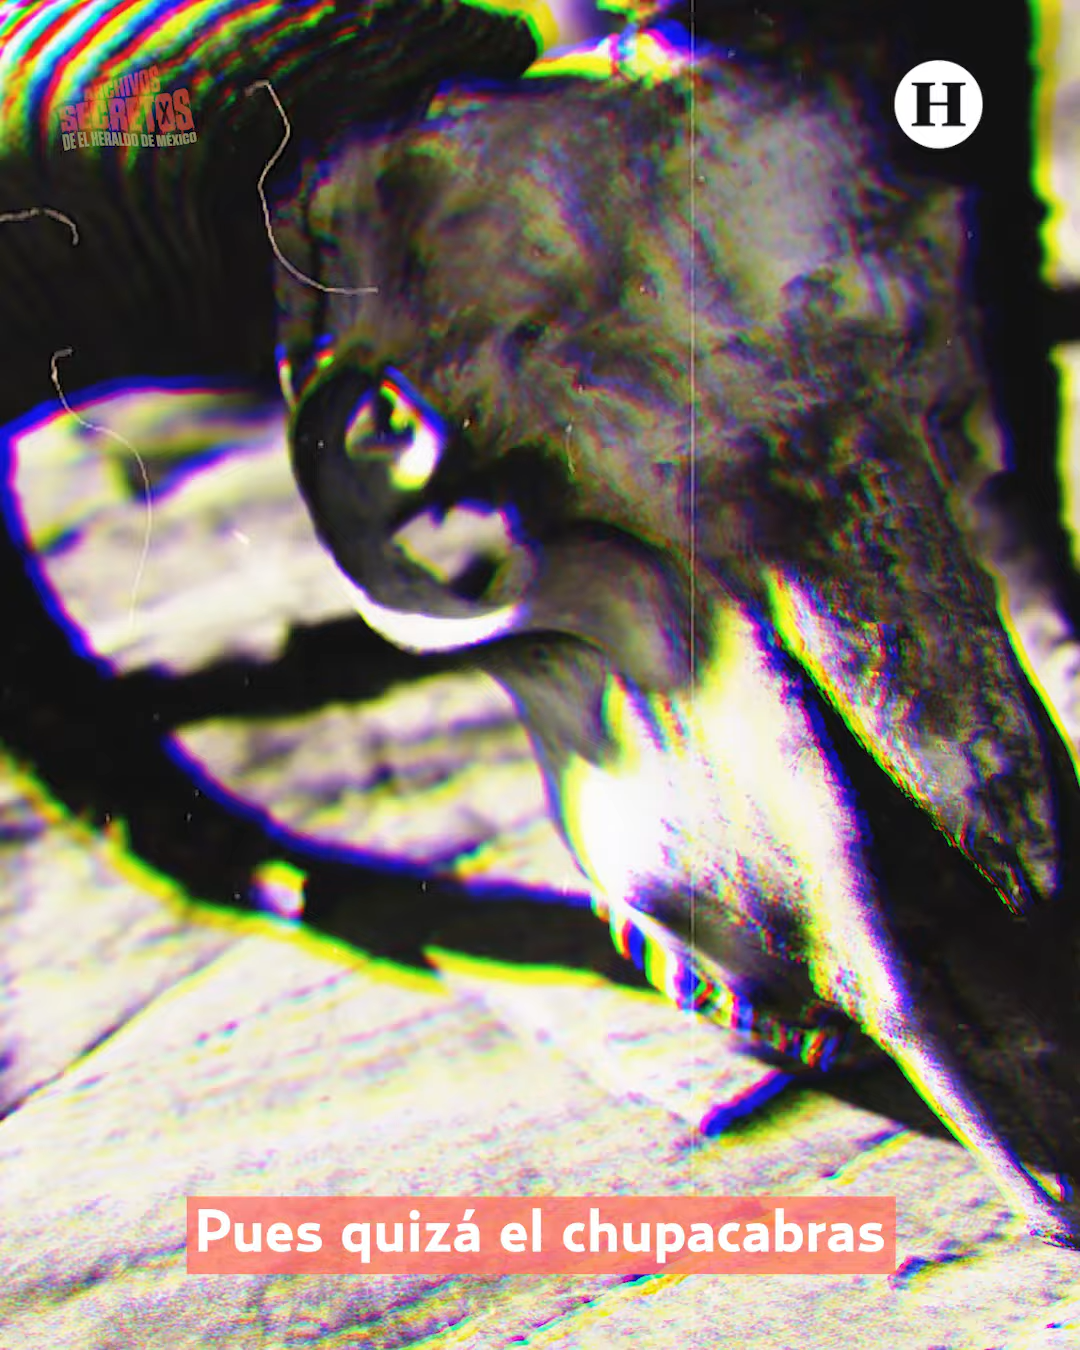 ARCHIVOS
SECRETOS
DE EL HERALDO DE MÉXICO
H
Pues quizá el chupacabras